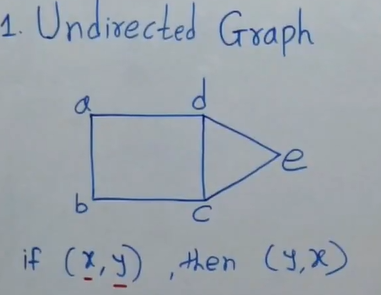 1. Undirected Graph
a d
e
b c
if (x, y), then (y, x)